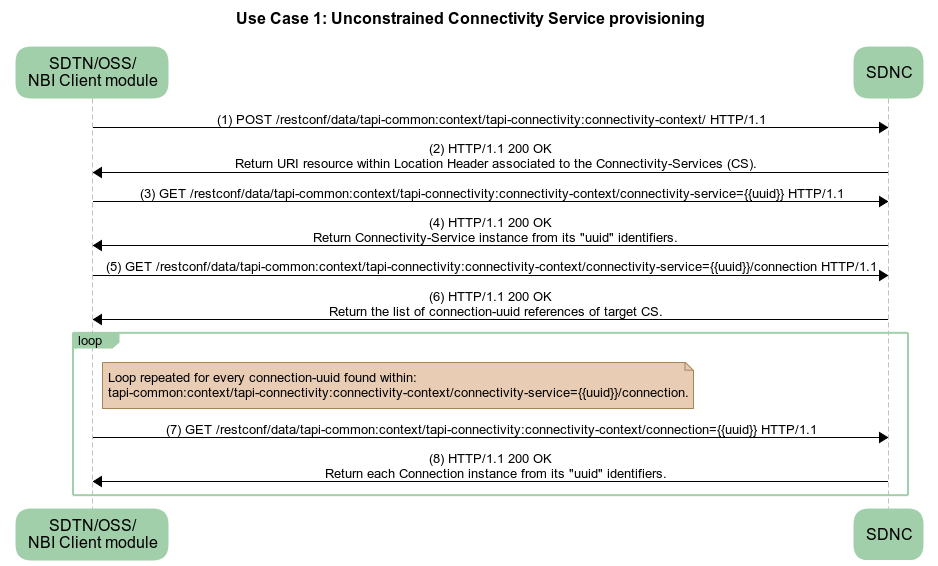 Use Case 1: Unconstrained Connectivity Service provisioning
SDTN/OSS/
NBI Client module
SDNC
(1) POST /restconf/data/tapi-common:context/tapi-connectivity:connectivity-context/ HTTP/1.1
(2) HTTP/1.1 200 OK
Return URI resource within Location Header associated to the Connectivity-Services (CS).
(3) GET /restconf/data/tapi-common:context/tapi-connectivity:connectivity-context/connectivity-service={{uuid}} HTTP/1.1
(4) HTTP/1.1 200 OK
Return Connectivity-Service instance from its "uuid" identifiers.
(5) GET /restconf/data/tapi-common:context/tapi-connectivity:connectivity-context/connectivity-service={{uuid}}/connection HTTP/1.1
(6) HTTP/1.1 200 OK
Return the list of connection-uuid references of target CS.
loop
Loop repeated for every connection-uuid found within:
tapi-common:context/tapi-connectivity:connectivity-context/connectivity-service={{uuid}}/connection.
(7) GET /restconf/data/tapi-common:context/tapi-connectivity:connectivity-context/connection={{uuid}} HTTP/1.1
(8) HTTP/1.1 200 OK
Return each Connection instance from its "uuid" identifiers.
SDTN/OSS/
NBI Client module
SDNC